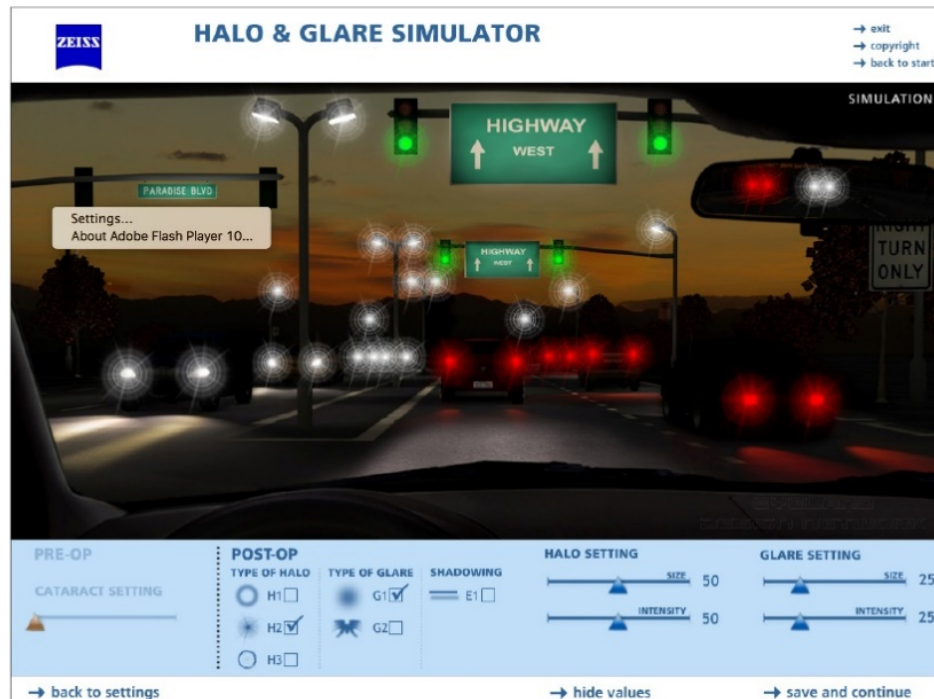 ZEISS
HALO & GLARE SIMULATOR
→ exit
→ copyright
→ back to start
SIMULATION
HIGHWAY
WEST
PARADISE BLVD
Settings...
About Adobe Flash Player 10...
HIGHWAY
WEST
RIGHT
TURN
ONLY
PRE-OP
CATARACT SETTING
POST-OP
TYPE OF HALO
H1
H2
H3
TYPE OF GLARE
G1
G2
SHADOWING
E1
HALO SETTING
SIZE 50
INTENSITY 50
GLARE SETTING
SIZE 25
INTENSITY 25
→ back to settings
→ hide values
→ save and continue